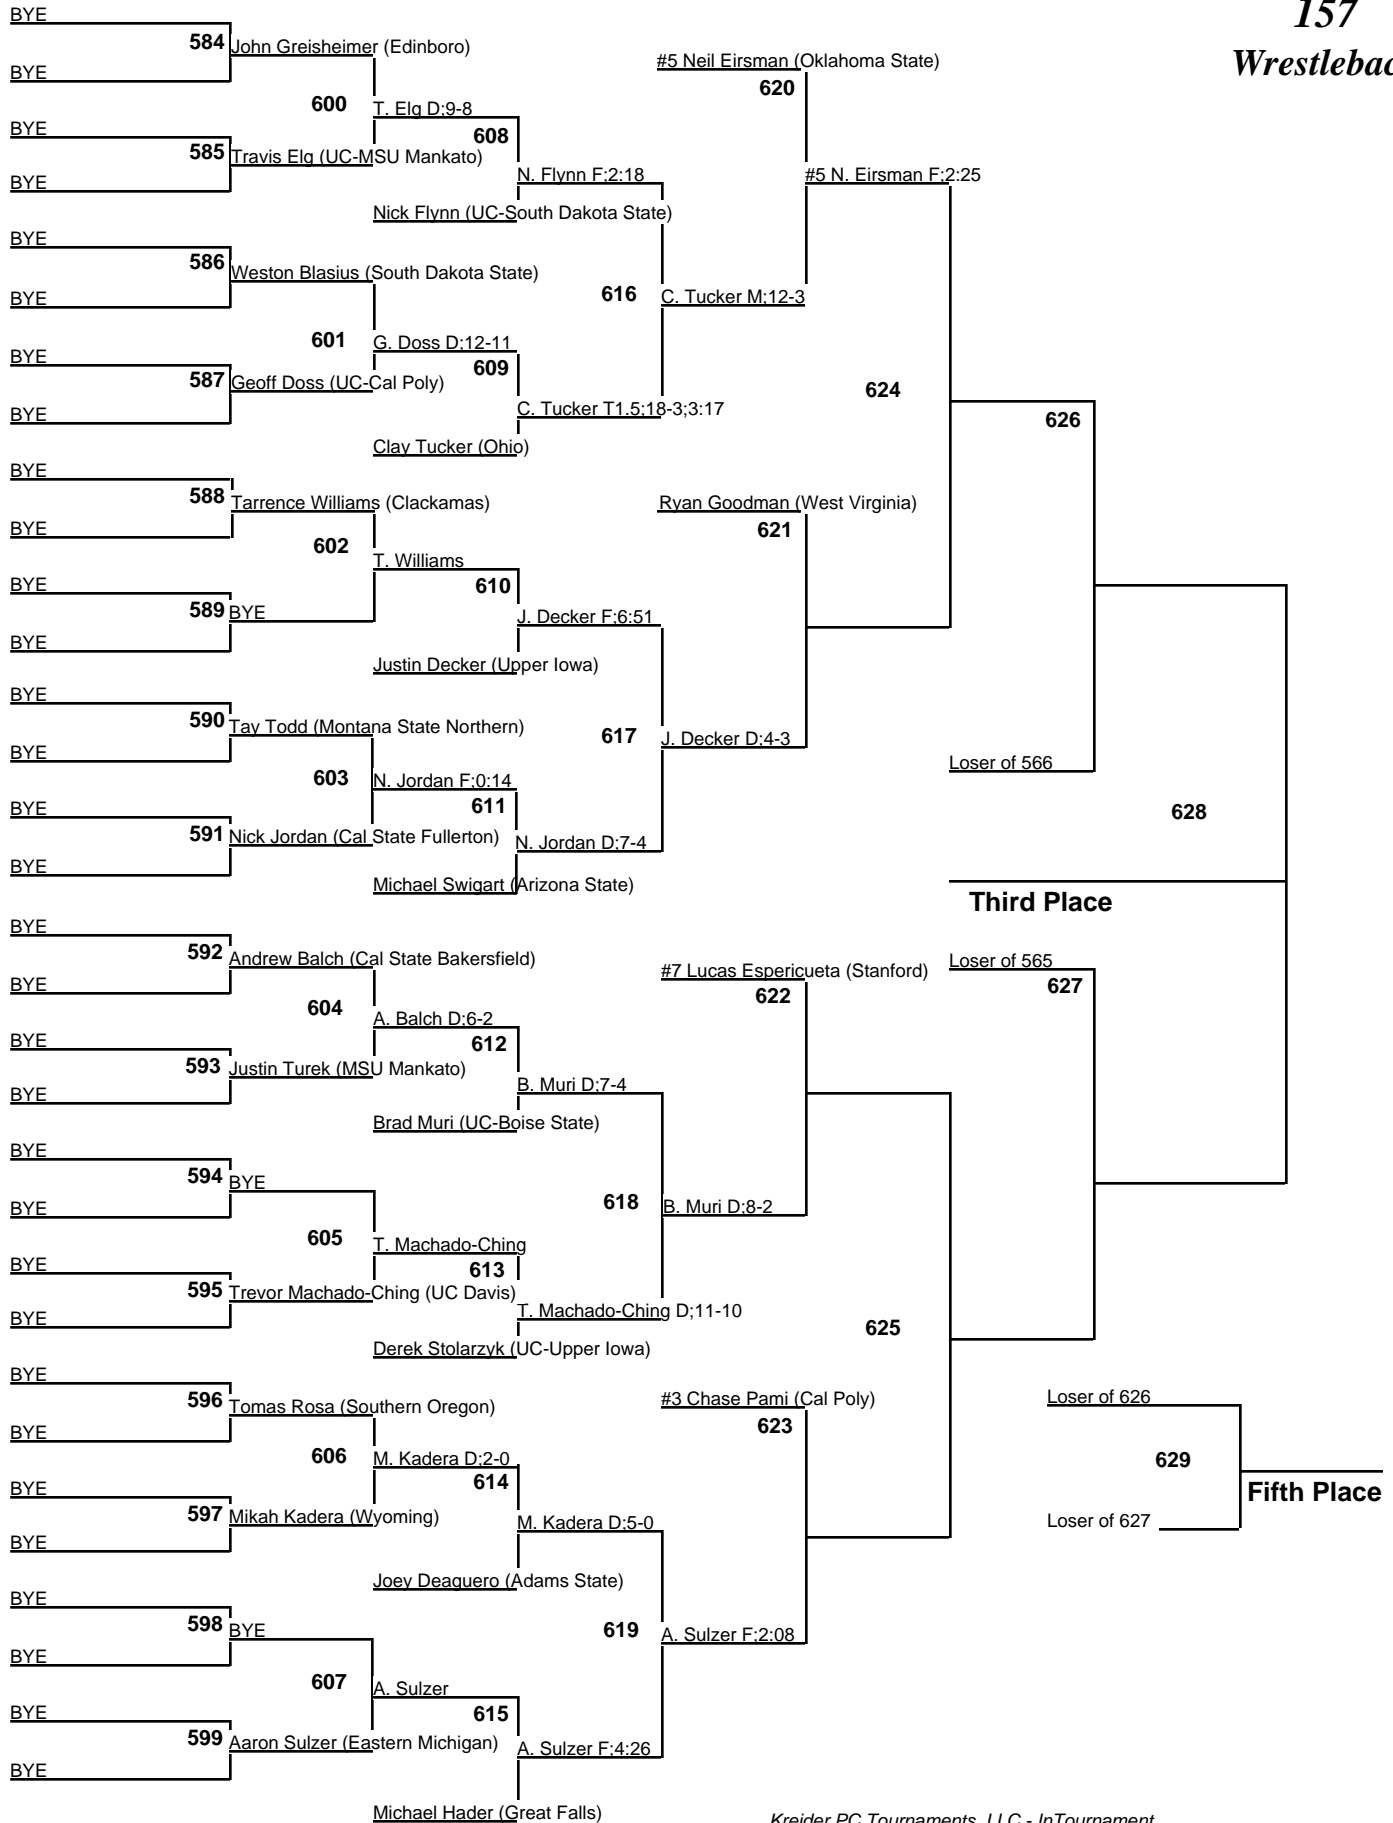 157
BYE
584 John Greisheimer (Edinboro)
BYE
#5 Neil Eirsman (Oklahoma State)
620
600
T. Elg D;9-8
608
BYE
585 Travis Elg (UC-MSU Mankato)
BYE
N. Flynn F;2:18
#5 N. Eirsman F;2:25
Nick Flynn (UC-South Dakota State)
BYE
586 Weston Blasius (South Dakota State)
BYE
616
C. Tucker M;12-3
601
G. Doss D;12-11
609
BYE
587 Geoff Doss (UC-Cal Poly)
BYE
624
C. Tucker T1.5;18-3;3:17
626
Clay Tucker (Ohio)
BYE
588 Tarrence Williams (Clackamas)
BYE
Ryan Goodman (West Virginia)
621
602
T. Williams
610
BYE
589 BYE
BYE
J. Decker F;6:51
Justin Decker (Upper Iowa)
BYE
590 Tay Todd (Montana State Northern)
BYE
617
J. Decker D;4-3
Loser of 566
603
N. Jordan F;0:14
611
628
BYE
591 Nick Jordan (Cal State Fullerton)
BYE
N. Jordan D;7-4
Michael Swigart (Arizona State)
Third Place
BYE
592 Andrew Balch (Cal State Bakersfield)
BYE
#7 Lucas Espericueta (Stanford)
622
Loser of 565
627
604
A. Balch D;6-2
612
BYE
593 Justin Turek (MSU Mankato)
BYE
B. Muri D;7-4
Brad Muri (UC-Boise State)
BYE
594 BYE
BYE
618
B. Muri D;8-2
605
T. Machado-Ching
613
BYE
595 Trevor Machado-Ching (UC Davis)
BYE
T. Machado-Ching D;11-10
625
Derek Stolarzyk (UC-Upper Iowa)
BYE
596 Tomas Rosa (Southern Oregon)
BYE
#3 Chase Pami (Cal Poly)
623
Loser of 626
606
M. Kadera D;2-0
614
629
Fifth Place
BYE
597 Mikah Kadera (Wyoming)
BYE
M. Kadera D;5-0
Loser of 627
Joey Deaguero (Adams State)
BYE
598 BYE
BYE
619
A. Sulzer F;2:08
607
A. Sulzer
615
BYE
599 Aaron Sulzer (Eastern Michigan)
BYE
A. Sulzer F;4:26
Michael Hader (Great Falls)
Kreider PC Tournaments, LLC - InTournament